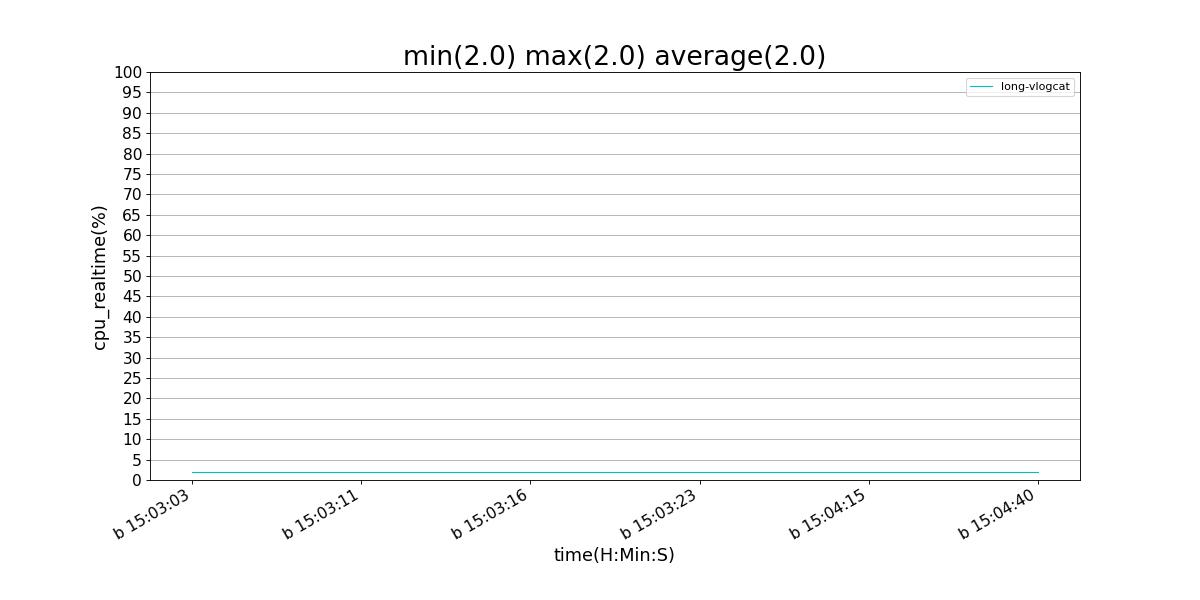 min(2.0) max(2.0) average(2.0)
long-vlogcat
cpu_realtime(%)
100
95
90
85
80
75
70
65
60
55
50
45
40
35
30
25
20
15
10
5
0
b 15:03:03
b 15:03:11
b 15:03:16
b 15:03:23
b 15:04:15
b 15:04:40
time(H:Min:S)